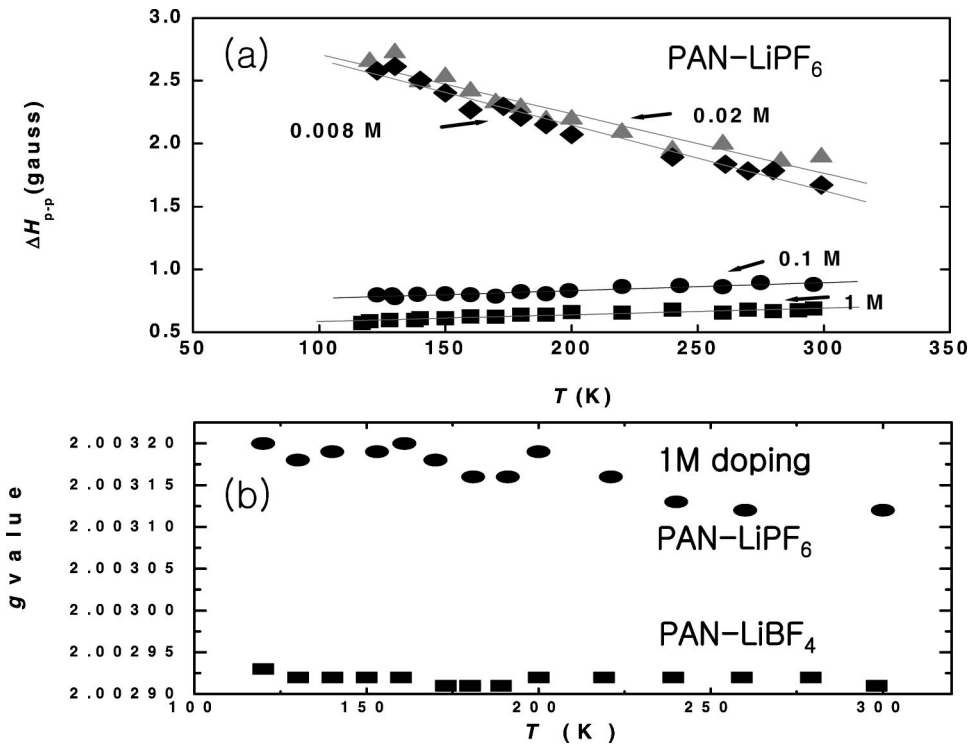 3.0
(a)
PAN-LiPF6
2.5
0.02 M
0.008 M
2.0
ΔHp-p (gauss)
1.5
1.0
0.1 M
1 M
0.5
50 100 150 200 250 300 350
T (K)
2.00320
1M doping
2.00315
(b)
2.00310
PAN-LiPF6
2.00305
g value
2.00300
PAN-LiBF4
2.00295
2.00290
100 150 200 250 300
T (K)